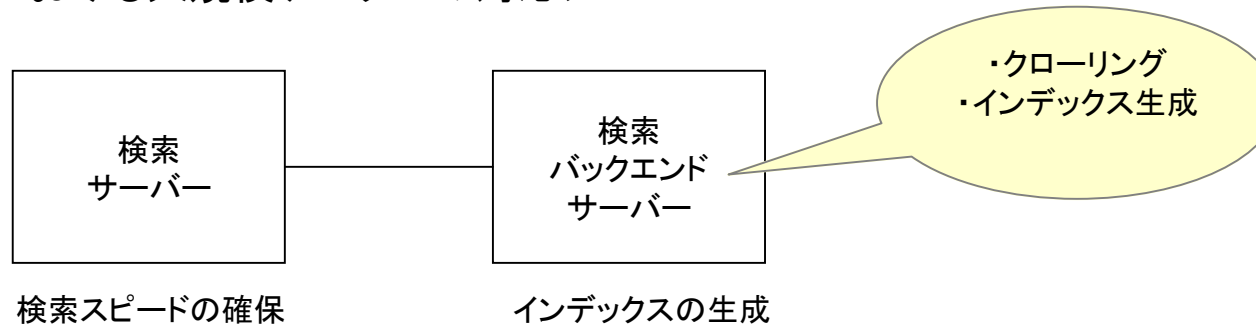 ・クローリング
・インデックス生成
検索
サーバー
検索
バックエンド
サーバー
検索スピードの確保
インデックスの生成